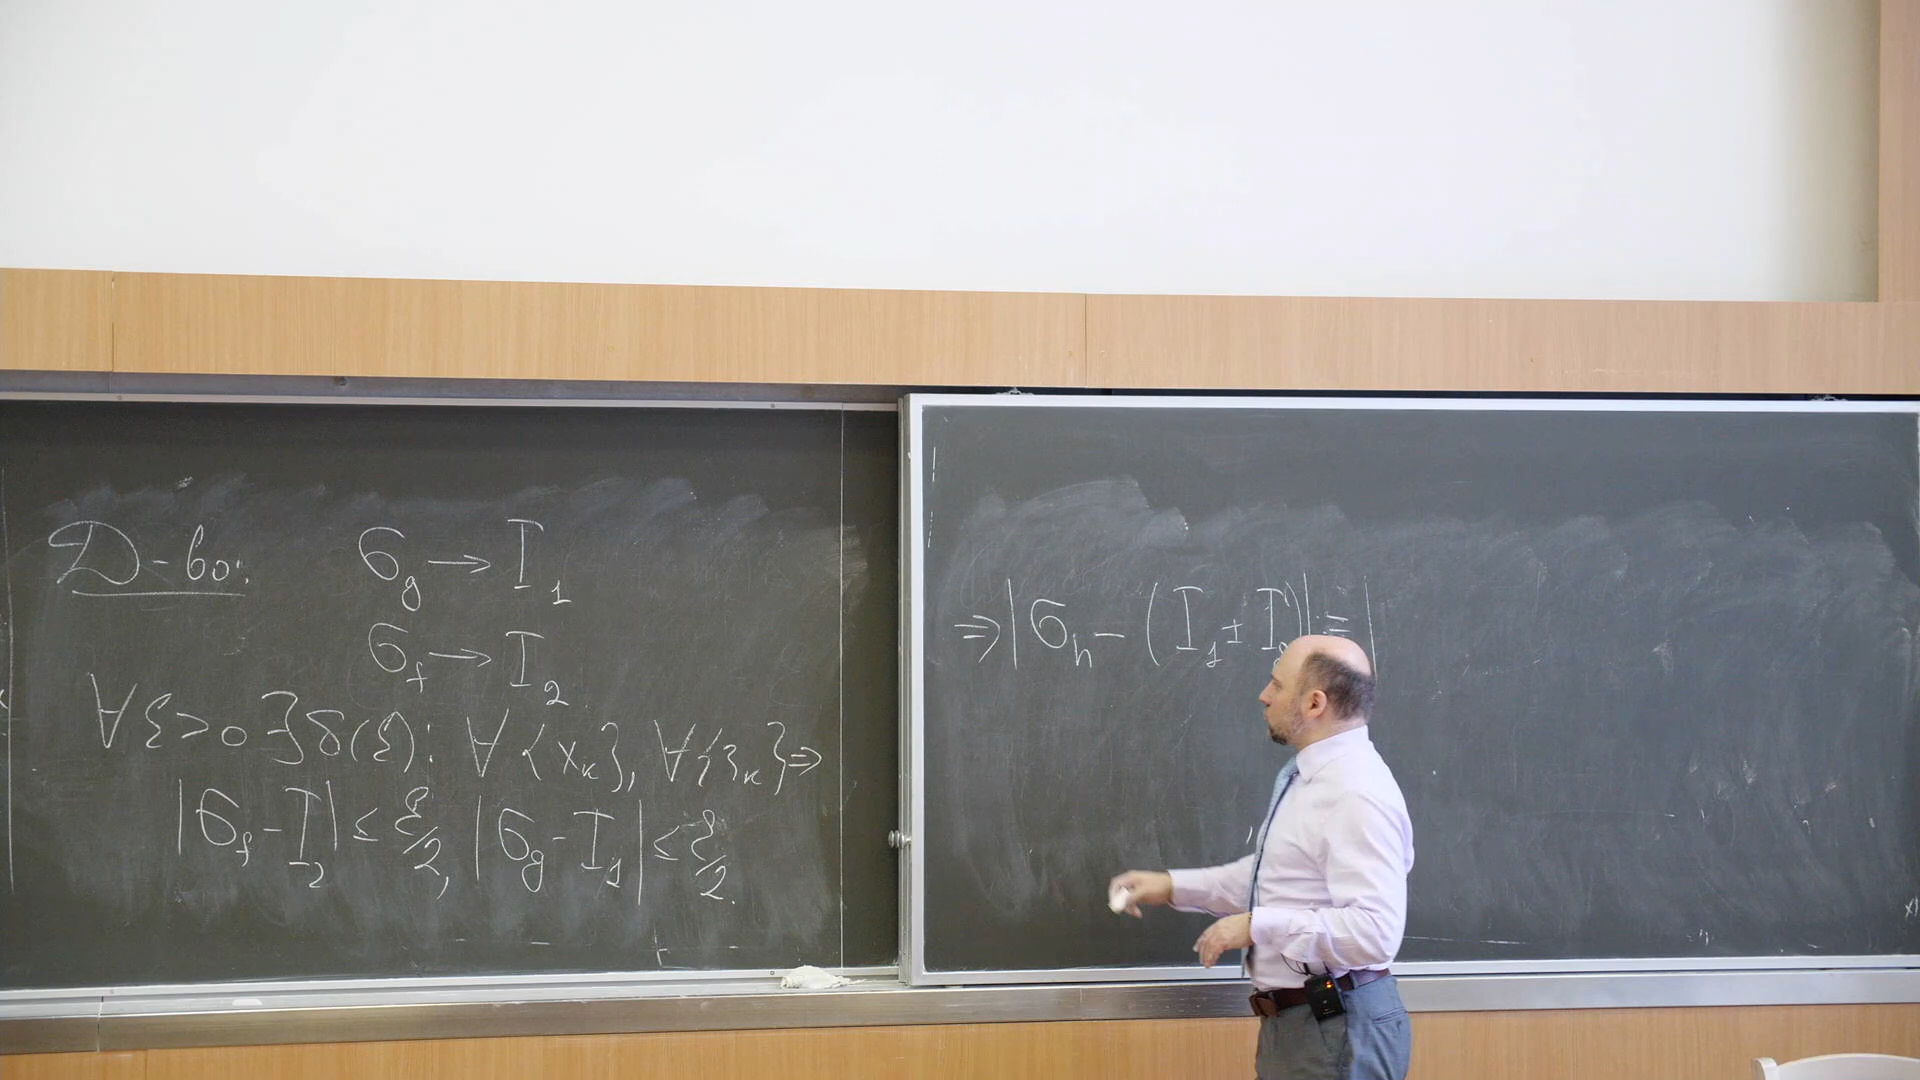 Д-во: σ_g → I_1
σ_f → I_2
∀ε>0 ∃δ(ε): ∀{x_k}, ∀{ξ_k} ⇒
|σ_f - I_2| ≤ ε/2, |σ_g - I_1| ≤ ε/2.
⇒ |σ_h - (I_1 ± I_2)| = |